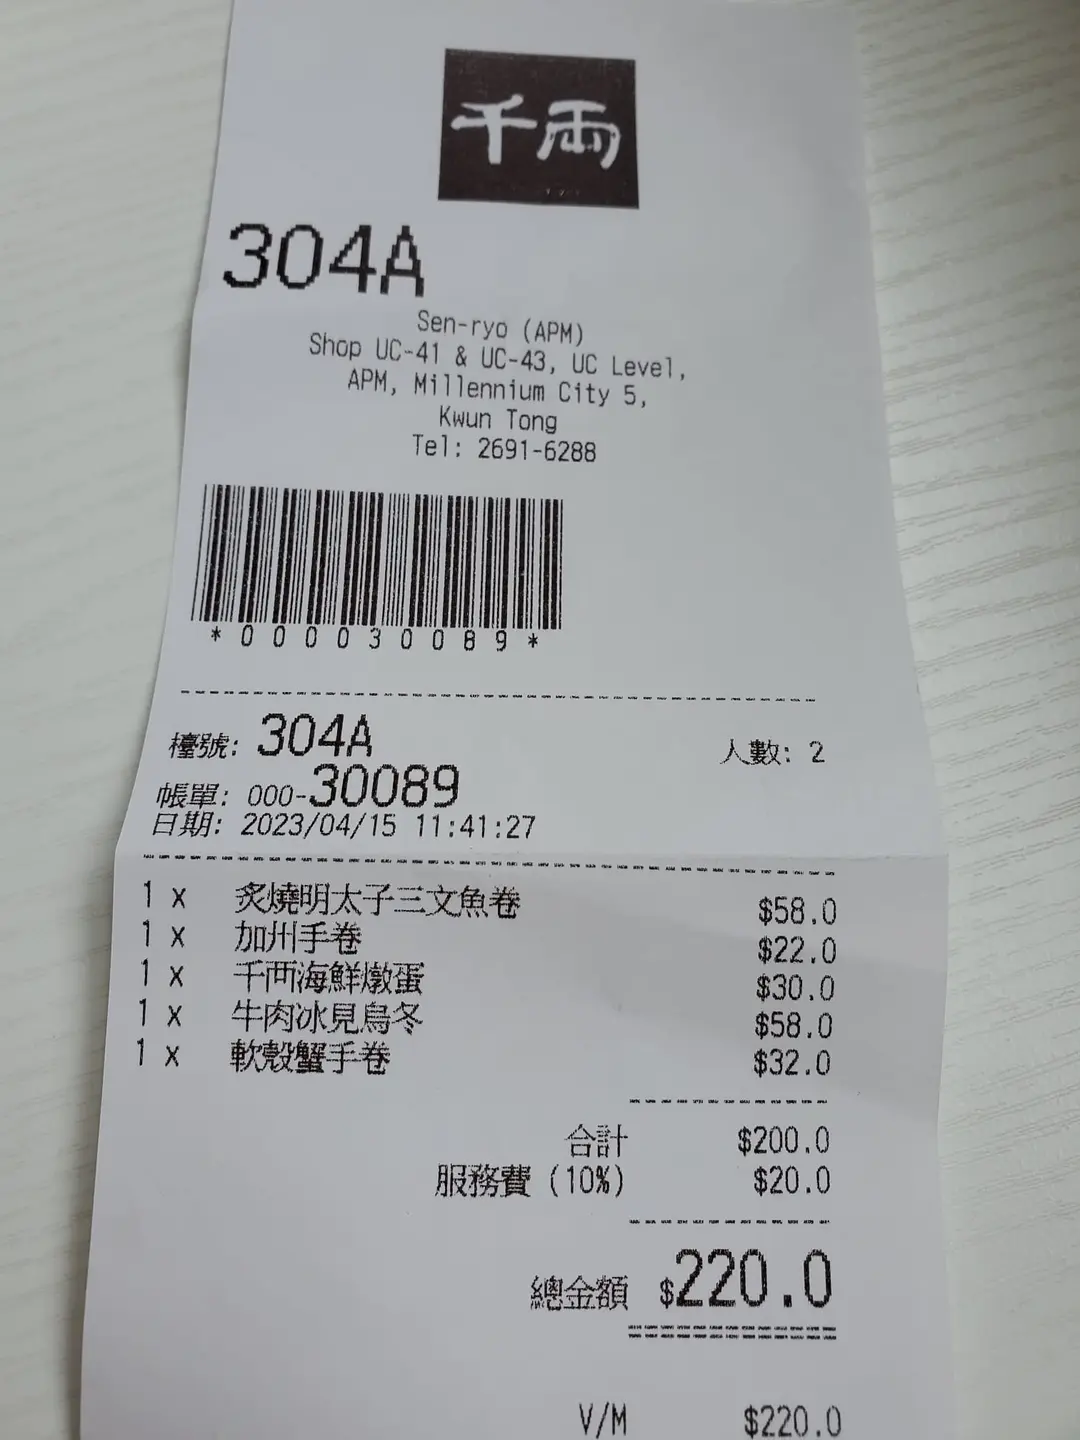 千両
304A
Sen-ryo (APM)
Shop UC-41 & UC-43, UC Level,
APM, Millennium City 5,
Kwun Tong
Tel: 2691-6288
*000030089*
檯號: 304A 人數: 2
帳單: 000-30089
日期: 2023/04/15 11:41:27
1 x 炙燒明太子三文魚卷 $58.0
1 x 加州手卷 $22.0
1 x 千両海鮮燉蛋 $30.0
1 x 牛肉冰見烏冬 $58.0
1 x 軟殼蟹手卷 $32.0
合計 $200.0
服務費 (10%) $20.0
總金額 $220.0
V/M $220.0